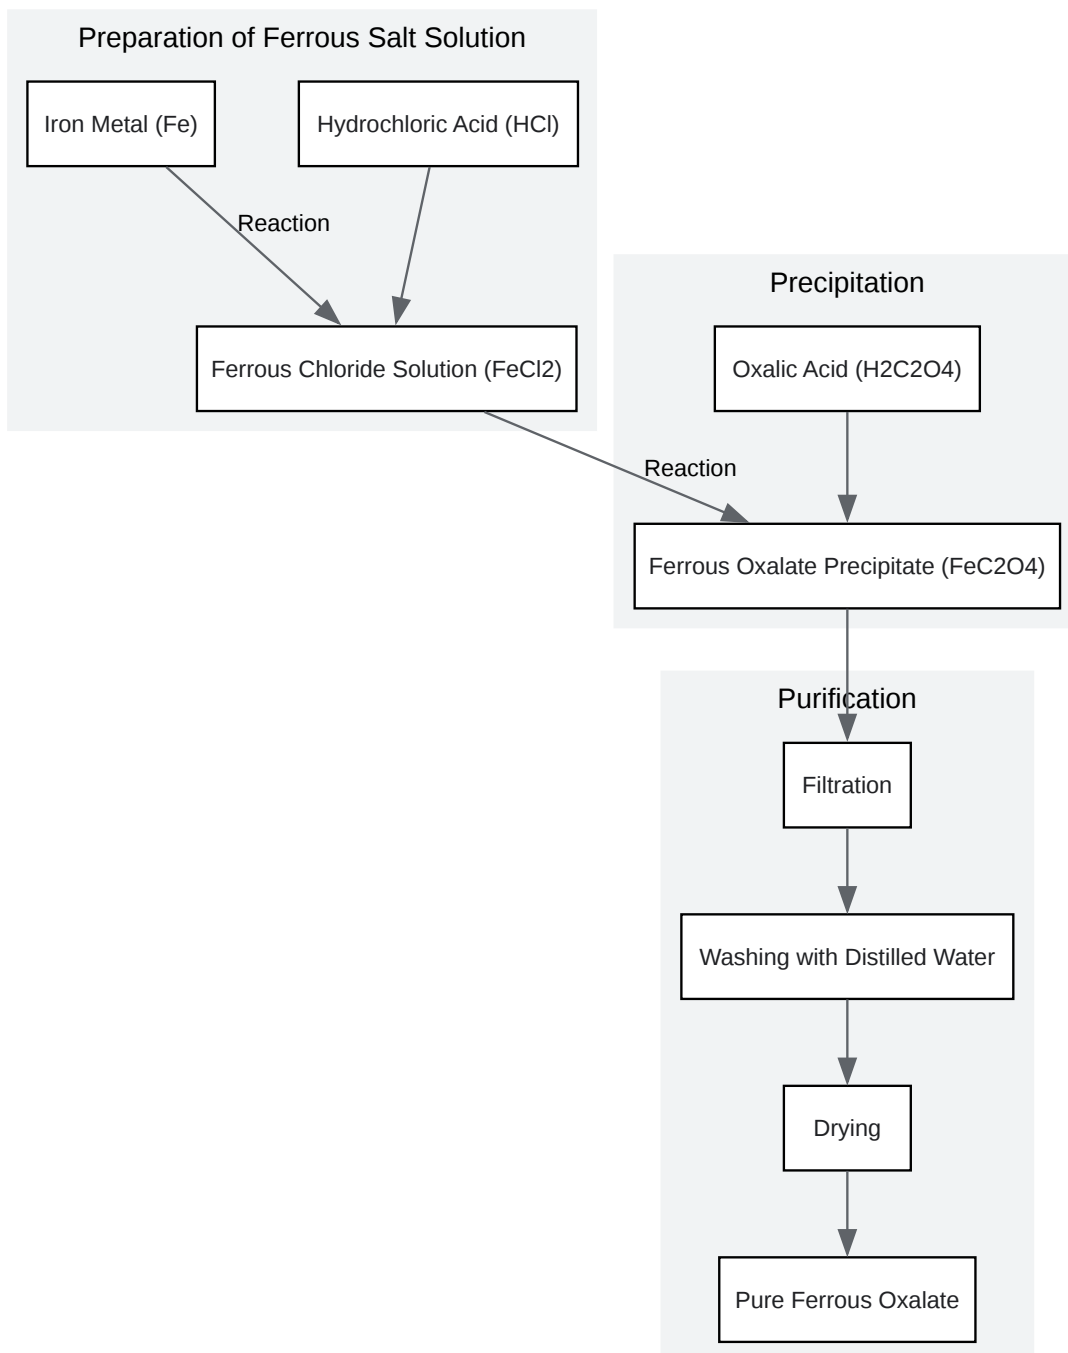 Preparation of Ferrous Salt Solution
Iron Metal (Fe)
Hydrochloric Acid (HCl)
Reaction
Ferrous Chloride Solution (FeCl2)
Precipitation
Oxalic Acid (H2C2O4)
Reaction
Ferrous Oxalate Precipitate (FeC2O4)
Purification
Filtration
Washing with Distilled Water
Drying
Pure Ferrous Oxalate